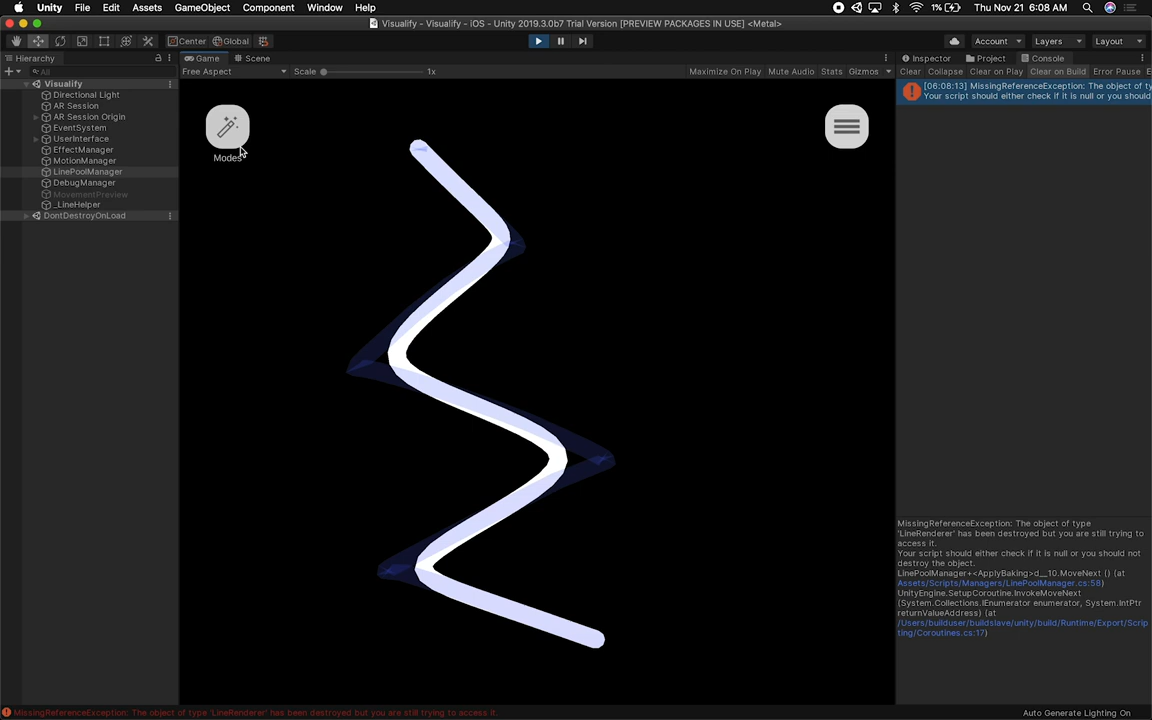 Unity File Edit Assets GameObject Component Window Help 1% Thu Nov 21 6:08 AM
Visualify - Visualify - iOS - Unity 2019.3.0b7 Trial Version [PREVIEW PACKAGES IN USE] <Metal>
Center Global Account Layers Layout
Hierarchy Game Scene Inspector Project Console
All Free Aspect Scale 1x Maximize On Play Mute Audio Stats Gizmos Clear Collapse Clear on Play Clear on Build Error Pause E
Visualify
Directional Light
AR Session
AR Session Origin
EventSystem
UserInterface
EffectManager
MotionManager
LinePoolManager
DebugManager
MovementPreview
_LineHelper
DontDestroyOnLoad
Modes
[06:08:13] MissingReferenceException: The object of ty
Your script should either check if it is null or you should
MissingReferenceException: The object of type
'LineRenderer' has been destroyed but you are still trying to
access it.
Your script should either check if it is null or you should not
destroy the object.
LinePoolManager+<ApplyBaking>d__10.MoveNext () (at
Assets/Scripts/Managers/LinePoolManager.cs:58)
UnityEngine.SetupCoroutine.InvokeMoveNext
(System.Collections.IEnumerator enumerator, System.IntPtr
returnValueAddress) (at
/Users/builduser/buildslave/unity/build/Runtime/Export/Scrip
ting/Coroutines.cs:17)
MissingReferenceException: The object of type 'LineRenderer' has been destroyed but you are still trying to access it.
Auto Generate Lighting On